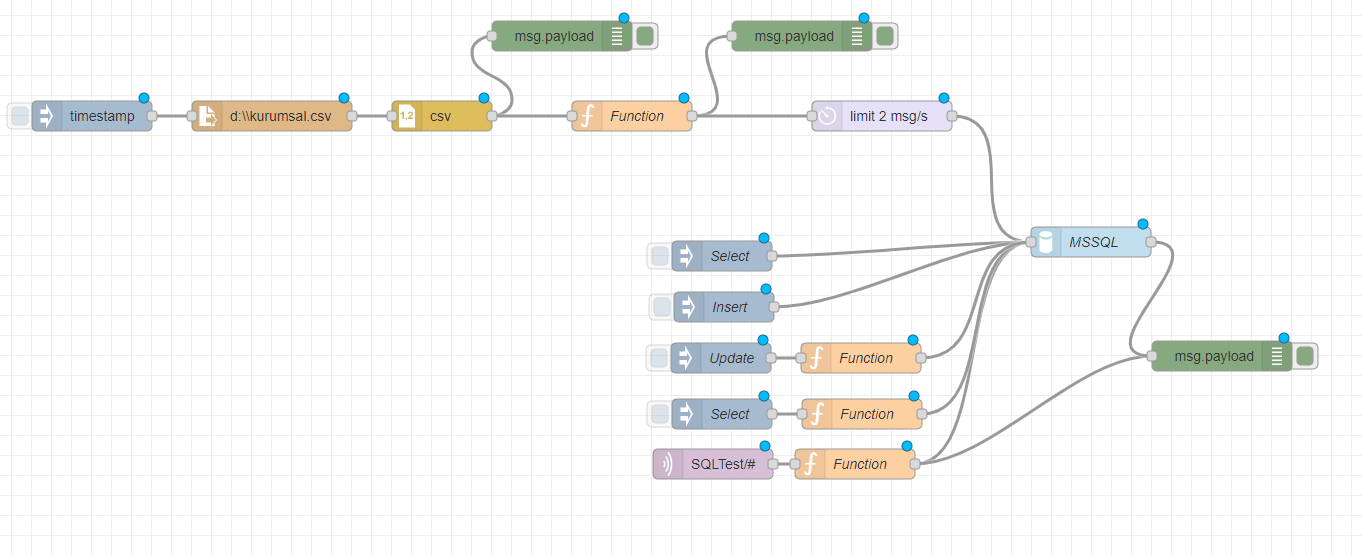 msg.payload
msg.payload
timestamp
d:\\kurumsal.csv
1,2
csv
f
Function
limit 2 msg/s
MSSQL
Select
Insert
Update
f
Function
msg.payload
Select
f
Function
SQLTest/#
f
Function